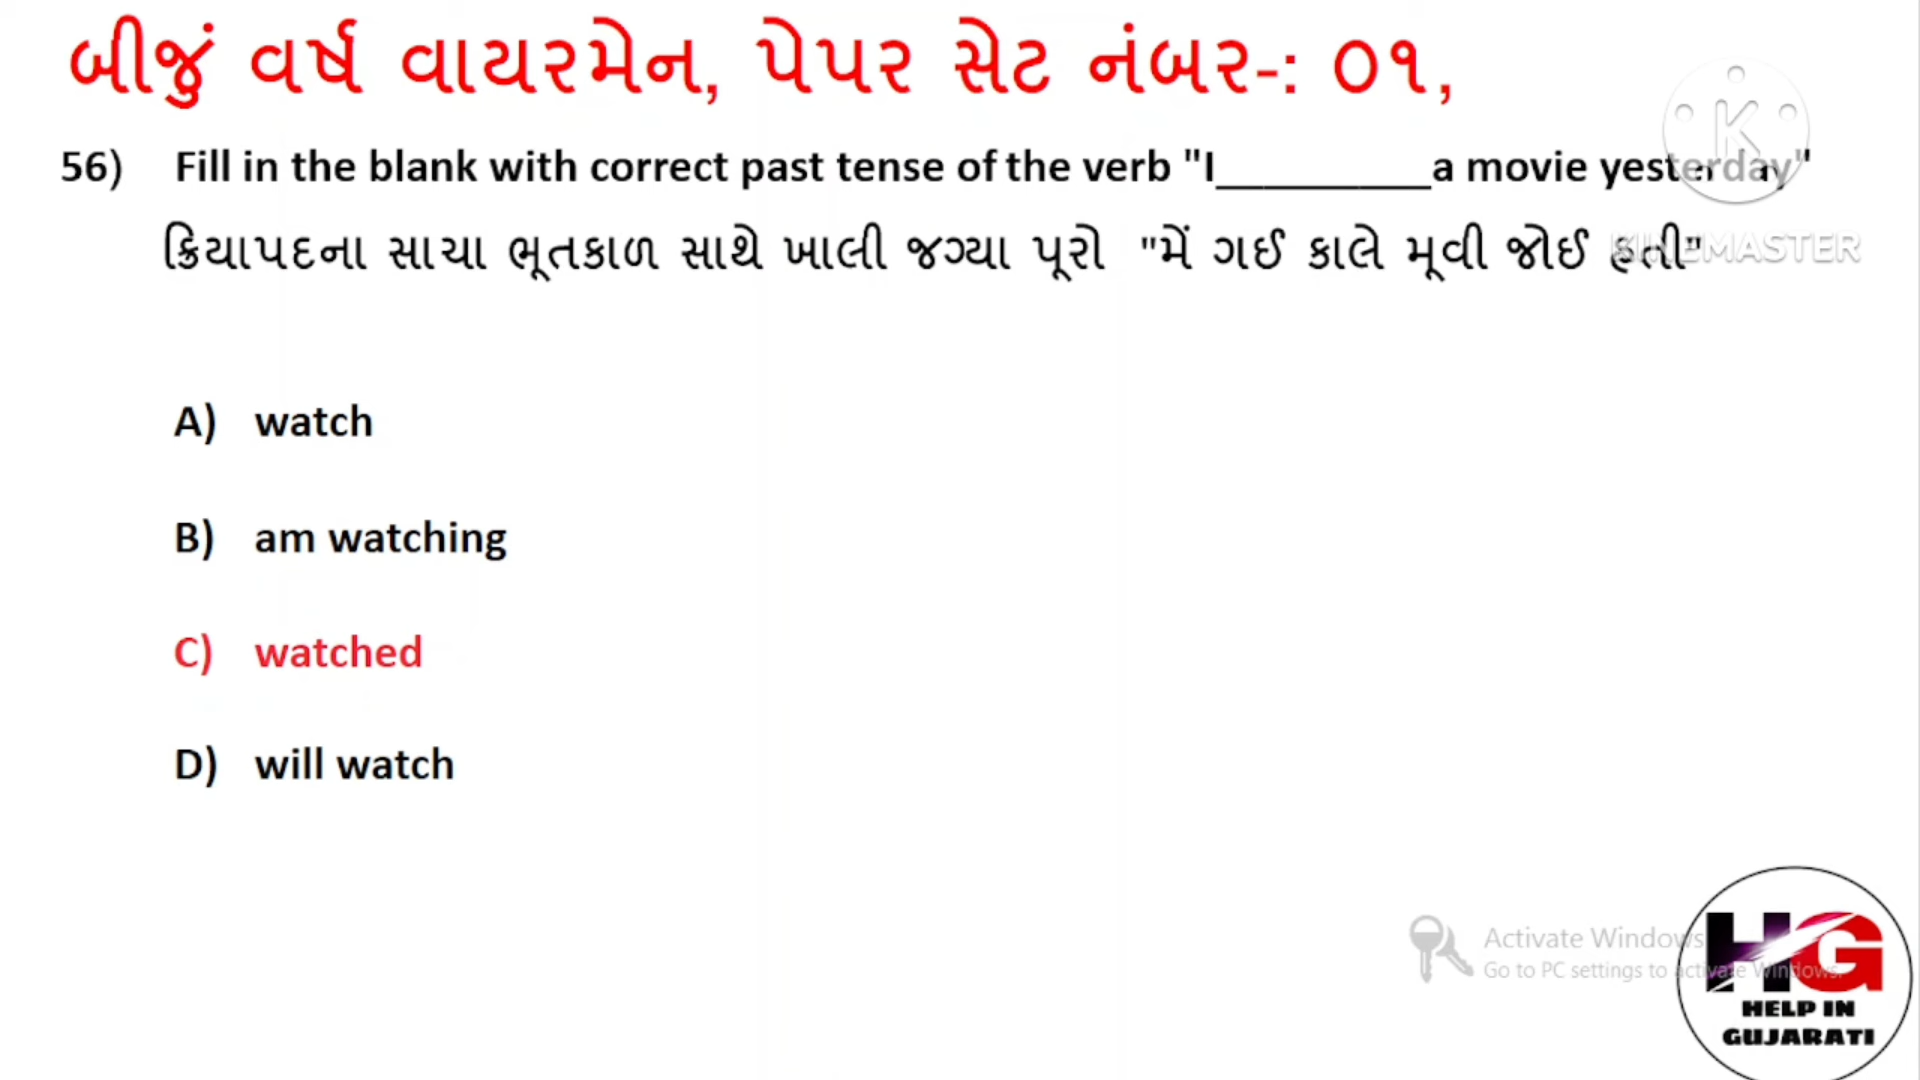 બીજું વર્ષ વાયરમેન, પેપર સેટ નંબર-: ૦૧,
56) Fill in the blank with correct past tense of the verb "I_________a movie yesterday"
ક્રિયાપદના સાચા ભૂતકાળ સાથે ખાલી જગ્યા પૂરો "મેં ગઈ કાલે મૂવી જોઈ હતી"
K
KINEMASTER
A) watch
B) am watching
C) watched
D) will watch
Activate Windows
Go to PC settings to activate Windows.
HG
HELP IN
GUJARATI